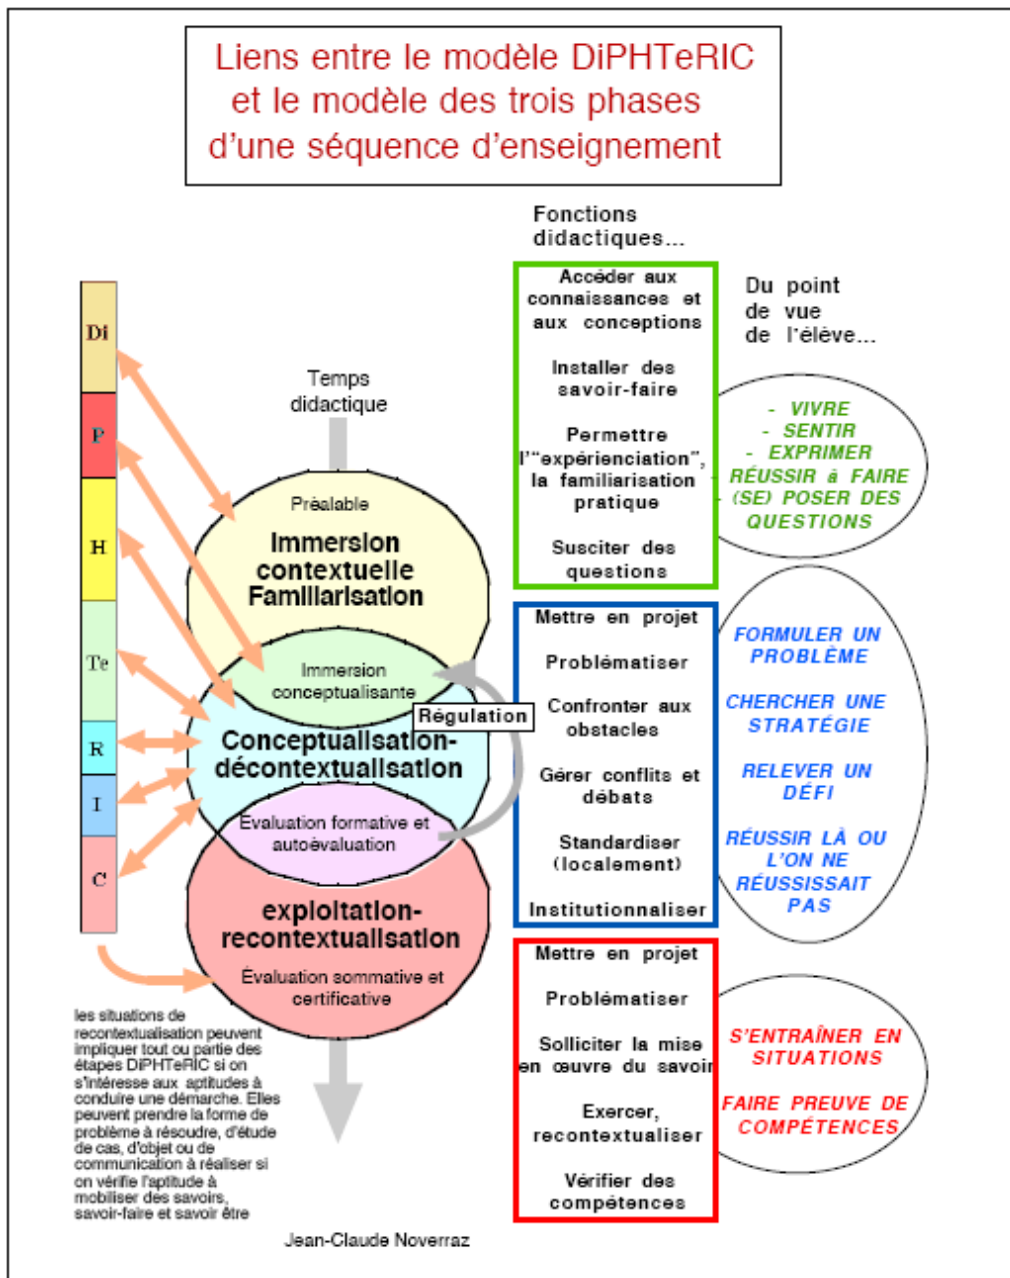 Liens entre le modèle DiPHTeRIC
et le modèle des trois phases
d'une séquence d'enseignement
Fonctions
didactiques...
Du point
de vue
de l'élève...
Di
P
H
Te
R
I
C
Temps
didactique
Préalable
Immersion
contextuelle
Familiarisation
Immersion
conceptualisante
Régulation
Conceptualisation-
décontextualisation
Évaluation formative et
autoévaluation
exploitation-
recontextualisation
Évaluation sommative et
certificative
Accéder aux
connaissances et
aux conceptions
Installer des
savoir-faire
Permettre
l'"expérienciation",
la familiarisation
pratique
Susciter des
questions
- VIVRE
- SENTIR
- EXPRIMER
- RÉUSSIR à FAIRE
- (SE) POSER DES
QUESTIONS
Mettre en projet
Problématiser
Confronter aux
obstacles
Gérer conflits et
débats
Standardiser
(localement)
Institutionnaliser
FORMULER UN
PROBLÈME
CHERCHER UNE
STRATÉGIE
RELEVER UN
DÉFI
RÉUSSIR LÀ OU
L'ON NE
RÉUSSISSAIT
PAS
Mettre en projet
Problématiser
Solliciter la mise
en œuvre du savoir
Exercer,
recontextualiser
Vérifier des
compétences
S'ENTRAÎNER EN
SITUATIONS
FAIRE PREUVE DE
COMPÉTENCES
les situations de
recontextualisation peuvent
impliquer tout ou partie des
étapes DiPHTeRIC si on
s'intéresse aux aptitudes à
conduire une démarche. Elles
peuvent prendre la forme de
problème à résoudre, d'étude
de cas, d'objet ou de
communication à réaliser si
on vérifie l'aptitude à
mobiliser des savoirs,
savoir-faire et savoir être
Jean-Claude Noverraz